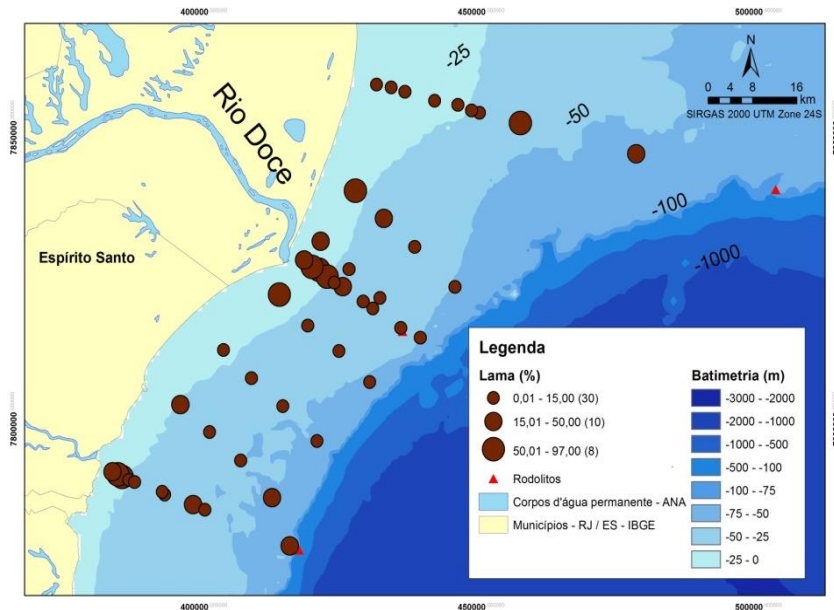 400000 450000 500000
-25
N
0 4 8 16
km
SIRGAS 2000 UTM Zone 24S
-50
7850000
Rio Doce
-100
-1000
Espírito Santo
7800000
Legenda
Lama (%)
0,01 - 15,00 (30)
15,01 - 50,00 (10)
50,01 - 97,00 (8)
Rodolitos
Corpos d'água permanente - ANA
Municípios - RJ / ES - IBGE
Batimetria (m)
-3000 - -2000
-2000 - -1000
-1000 - -500
-500 - -100
-100 - -75
-75 - -50
-50 - -25
-25 - 0
400000 450000 500000